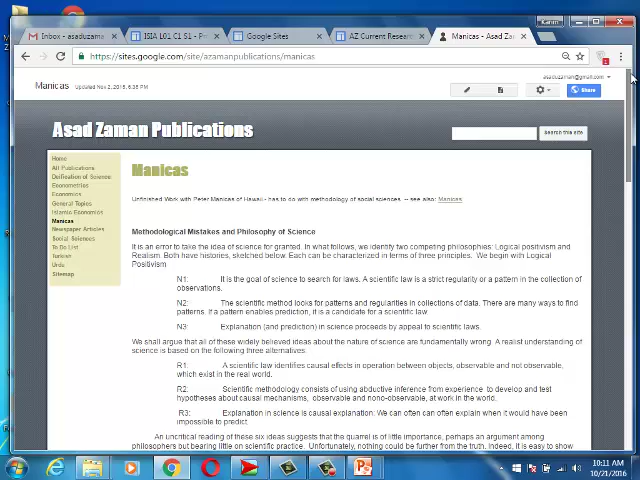 Karim
Inbox - asaduzama
ISIA L01 C1 S1 - Pr
Google Sites
AZ Current Resear
Manicas - Asad Za
https://sites.google.com/site/azamanpublications/manicas
asaduzaman@gmail.com
Manicas Updated Nov 2, 2015, 6:36 PM
Share
Asad Zaman Publications
Search this site
Home
All Publications
Deification of Science
Econometrics
Economics
General Topics
Islamic Economics
Manicas
Newspaper Articles
Social Sciences
To Do List
Turkish
Urdu
Sitemap
Manicas
Unfinished Work with Peter Manicas of Hawaii - has to do with methodology of social sciences. -- see also: Manicas
Methodological Mistakes and Philosophy of Science
It is an error to take the idea of science for granted. In what follows, we identify two competing philosophies: Logical positivism and
Realism. Both have histories, sketched below. Each can be characterized in terms of three principles. We begin with Logical
Positivism
N1: It is the goal of science to search for laws. A scientific law is a strict regularity or a pattern in the collection of
observations.
N2: The scientific method looks for patterns and regularities in collections of data. There are many ways to find
patterns. If a pattern enables prediction, it is a candidate for a scientific law.
N3: Explanation (and prediction) in science proceeds by appeal to scientific laws.
We shall argue that all of these widely believed ideas about the nature of science are fundamentally wrong. A realist understanding of
science is based on the following three alternatives.
R1: A scientific law identifies causal effects in operation between objects, observable and not observable,
which exist in the real world.
R2: Scientific methodology consists of using abductive inference from experience to develop and test
hypotheses about causal mechanisms, observable and nono-observable, at work in the world.
R3: Explanation in science is causal explanation: We can often can often explain when it would have been
impossible to predict.
An uncritical reading of these six ideas suggests that the quarrel is of little importance, perhaps an argument among
philosophers but bearing little on scientific practice. Unfortunately, nothing could be further from the truth. Indeed, it is easy to show
10:11 AM
10/21/2016